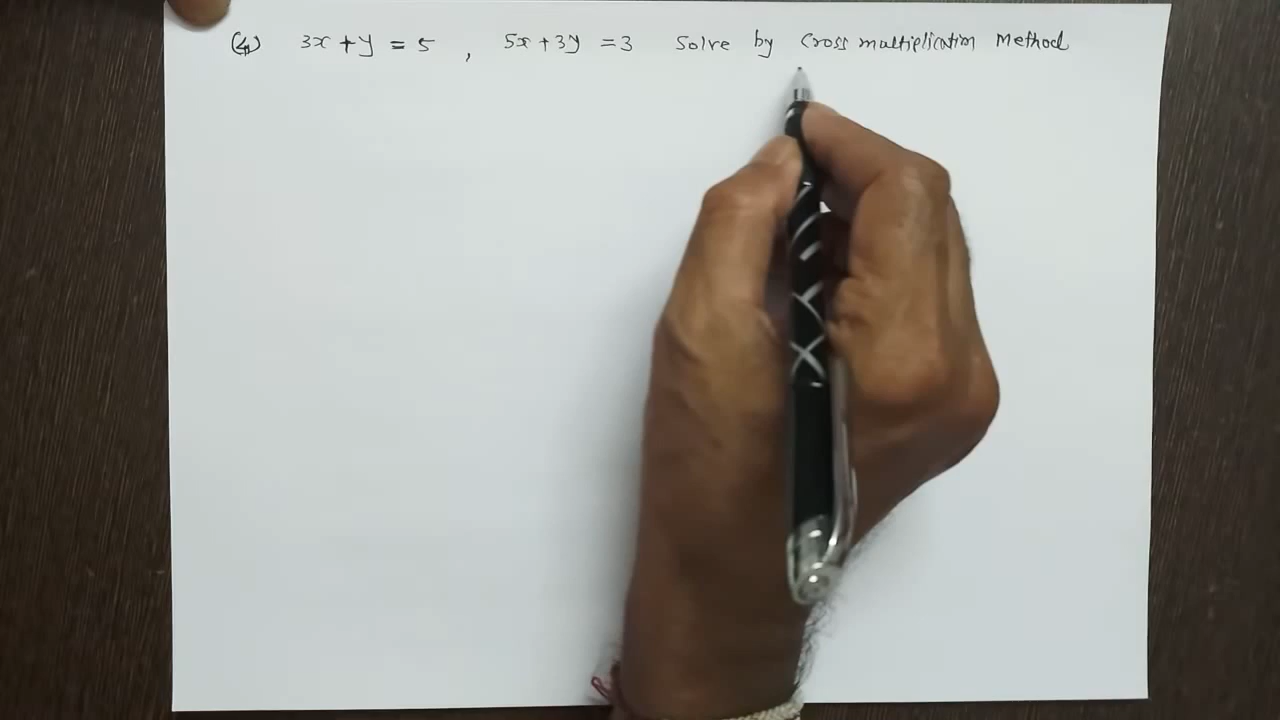 (4) 3x + y = 5 , 5x + 3y = 3 Solve by Cross multiplication Method